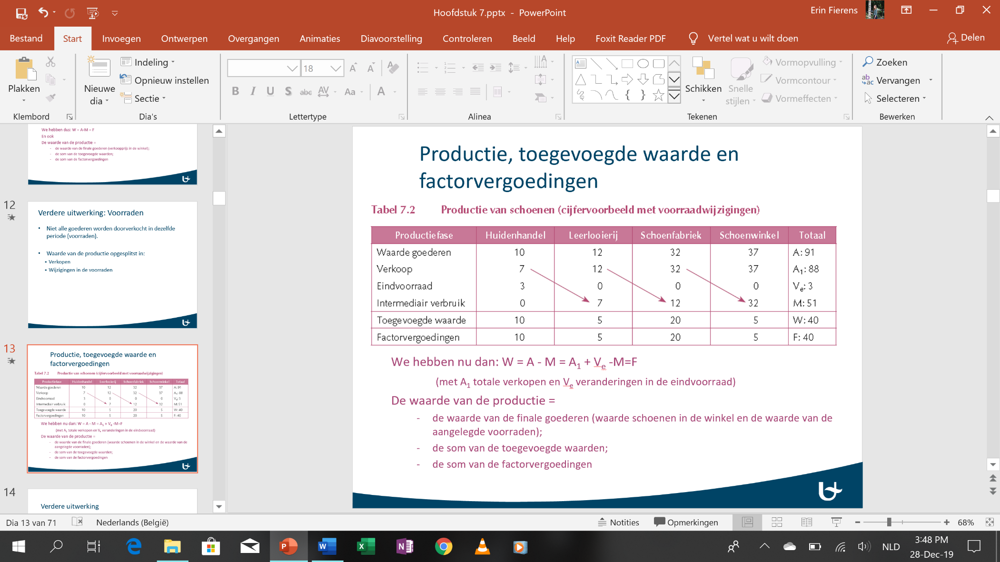 Hoofdstuk 7.pptx - PowerPoint
Erin Fierens
Bestand Start Invoegen Ontwerpen Overgangen Animaties Diavoorstelling Controleren Beeld Help Foxit Reader PDF Vertel wat u wilt doen Delen
Plakken
Klembord
Nieuwe dia
Indeling
Opnieuw instellen
Sectie
Dia's
18
B I U S abc AV Aa A
Lettertype
Alinea
Schikken
Snelle stijlen
Vormopvulling
Vormcontour
Vormeffecten
Tekenen
Zoeken
Vervangen
Selecteren
Bewerken
We hebben dus: W = A-M = F
En ook
De waarde van de productie =
- de waarde van de finale goederen (verkoopprijs in de winkel);
- de som van de toegevoegde waarden;
- de som van de factorvergoedingen
12
Verdere uitwerking: Voorraden
• Niet alle goederen worden doorverkocht in dezelfde
periode (voorraden).
• Waarde van de productie opgesplitst in:
▪ Verkopen
▪ Wijzigingen in de voorraden
13
Productie, toegevoegde waarde en
factorvergoedingen
Tabel 7.2 Productie van schoenen (cijfervoorbeeld met voorraadwijzigingen)
Productiefase Huidenhandel Leerlooierij Schoenfabriek Schoenwinkel Totaal
Waarde goederen 10 12 32 37 A: 91
Verkoop 7 12 32 37 A1: 88
Eindvoorraad 3 0 0 0 Ve: 3
Intermediair verbruik 0 7 12 32 M: 51
Toegevoegde waarde 10 5 20 5 W: 40
Factorvergoedingen 10 5 20 5 F: 40
We hebben nu dan: W = A - M = A1 + Ve -M=F
(met A1 totale verkopen en Ve veranderingen in de eindvoorraad)
De waarde van de productie =
- de waarde van de finale goederen (waarde schoenen in de winkel en de waarde van de
aangelegde voorraden);
- de som van de toegevoegde waarden;
- de som van de factorvergoedingen
14
Verdere uitwerking
Productie, toegevoegde waarde en
factorvergoedingen
Tabel 7.2 Productie van schoenen (cijfervoorbeeld met voorraadwijzigingen)
Productiefase Huidenhandel Leerlooierij Schoenfabriek Schoenwinkel Totaal
Waarde goederen 10 12 32 37 A: 91
Verkoop 7 12 32 37 A1: 88
Eindvoorraad 3 0 0 0 Ve: 3
Intermediair verbruik 0 7 12 32 M: 51
Toegevoegde waarde 10 5 20 5 W: 40
Factorvergoedingen 10 5 20 5 F: 40
We hebben nu dan: W = A - M = A1 + Ve -M=F
(met A1 totale verkopen en Ve veranderingen in de eindvoorraad)
De waarde van de productie =
- de waarde van de finale goederen (waarde schoenen in de winkel en de waarde van de
aangelegde voorraden);
- de som van de toegevoegde waarden;
- de som van de factorvergoedingen
Dia 13 van 71 Nederlands (België) Notities Opmerkingen 68%
NLD
3:48 PM
28-Dec-19